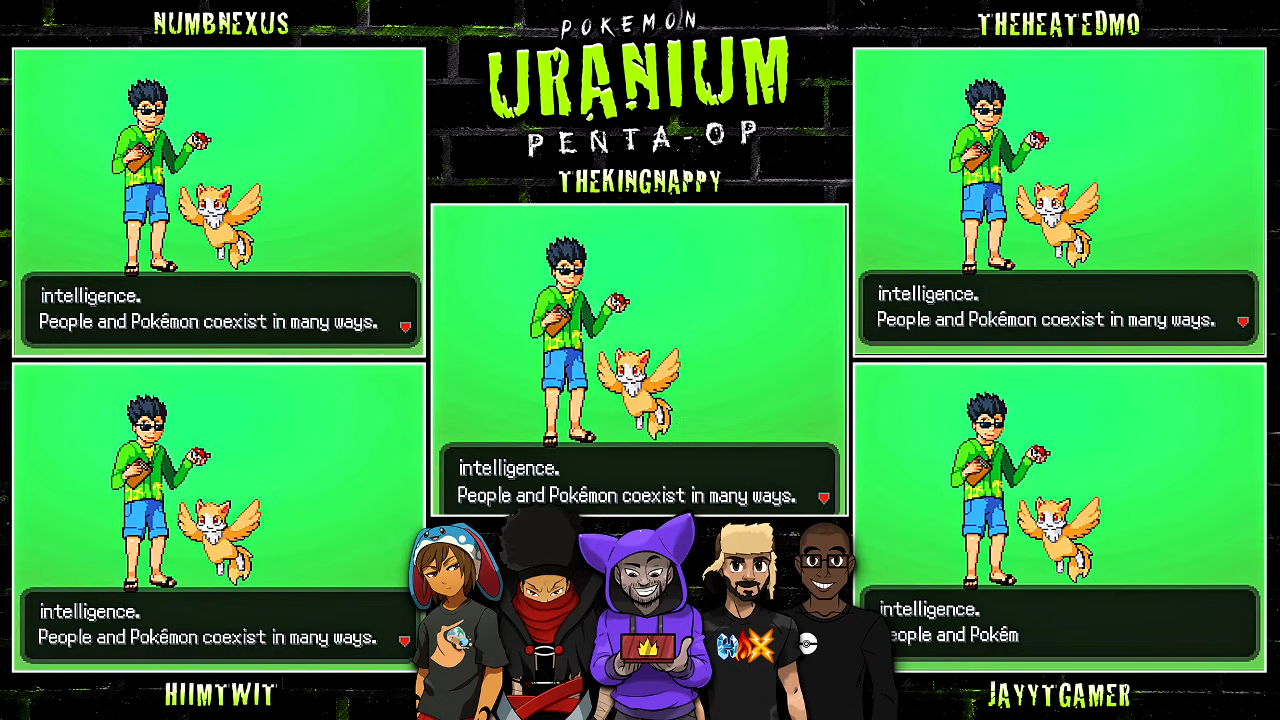 NUMBNEXUS
POKEMON
URANIUM
PENTA-OP
THEKINGNAPPY
THEHEATEDMO
intelligence.
People and Pokémon coexist in many ways.
intelligence.
People and Pokémon coexist in many ways.
intelligence.
People and Pokémon coexist in many ways.
intelligence.
People and Pokémon coexist in many ways.
intelligence.
eople and Pokém
HIIMTWIT
JAYYTGAMER